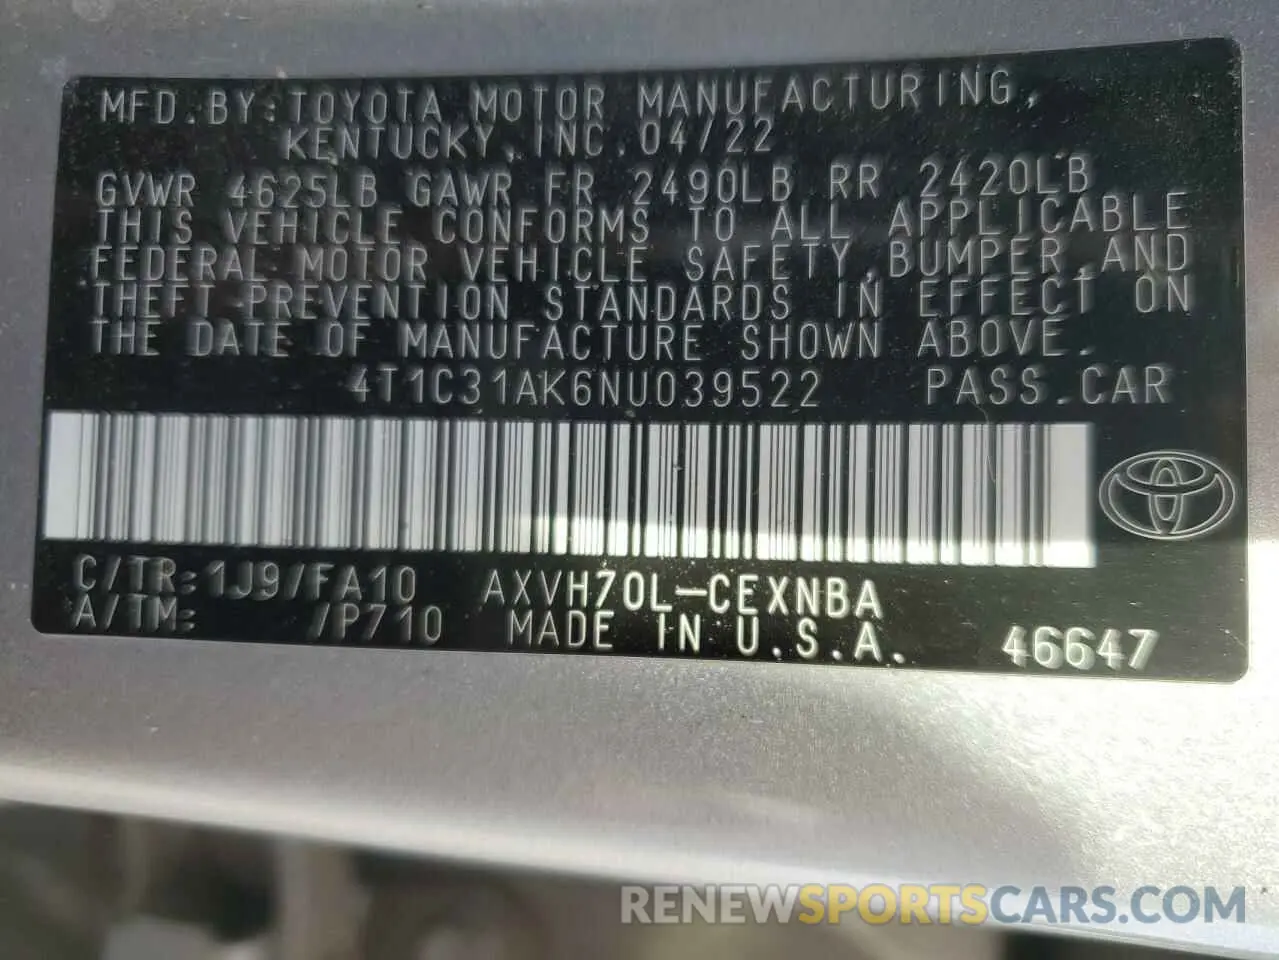 MFD.BY:TOYOTA MOTOR MANUFACTURING,
KENTUCKY, INC. 04/22
GVWR 4625LB GAWR FR 2490LB RR 2420LB
THIS VEHICLE CONFORMS TO ALL APPLICABLE
FEDERAL MOTOR VEHICLE SAFETY,BUMPER,AND
THEFT PREVENTION STANDARDS IN EFFECT ON
THE DATE OF MANUFACTURE SHOWN ABOVE.
4T1C31AK6NU039522 PASS.CAR
C/TR:1J9/FA10 AXVH70L-CEXNBA
A/TM: /P710 MADE IN U.S.A. 46647
RENEWSPORTSCARS.COM